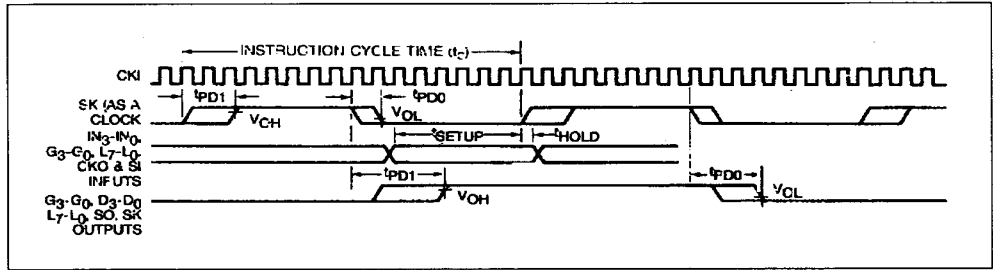 INSTRUCTION CYCLE TIME (tC)
CKI
tPD1
tPD0
SK (AS A
CLOCK
VOH
VOL
IN3-IN0,
tSETUP
tHOLD
G3-G0, L7-L0,
CKO & SI
INPUTS
tPD1
tPD0
G3-G0, D3-D0
VOH
VOL
L7-L0, SO, SK
OUTPUTS